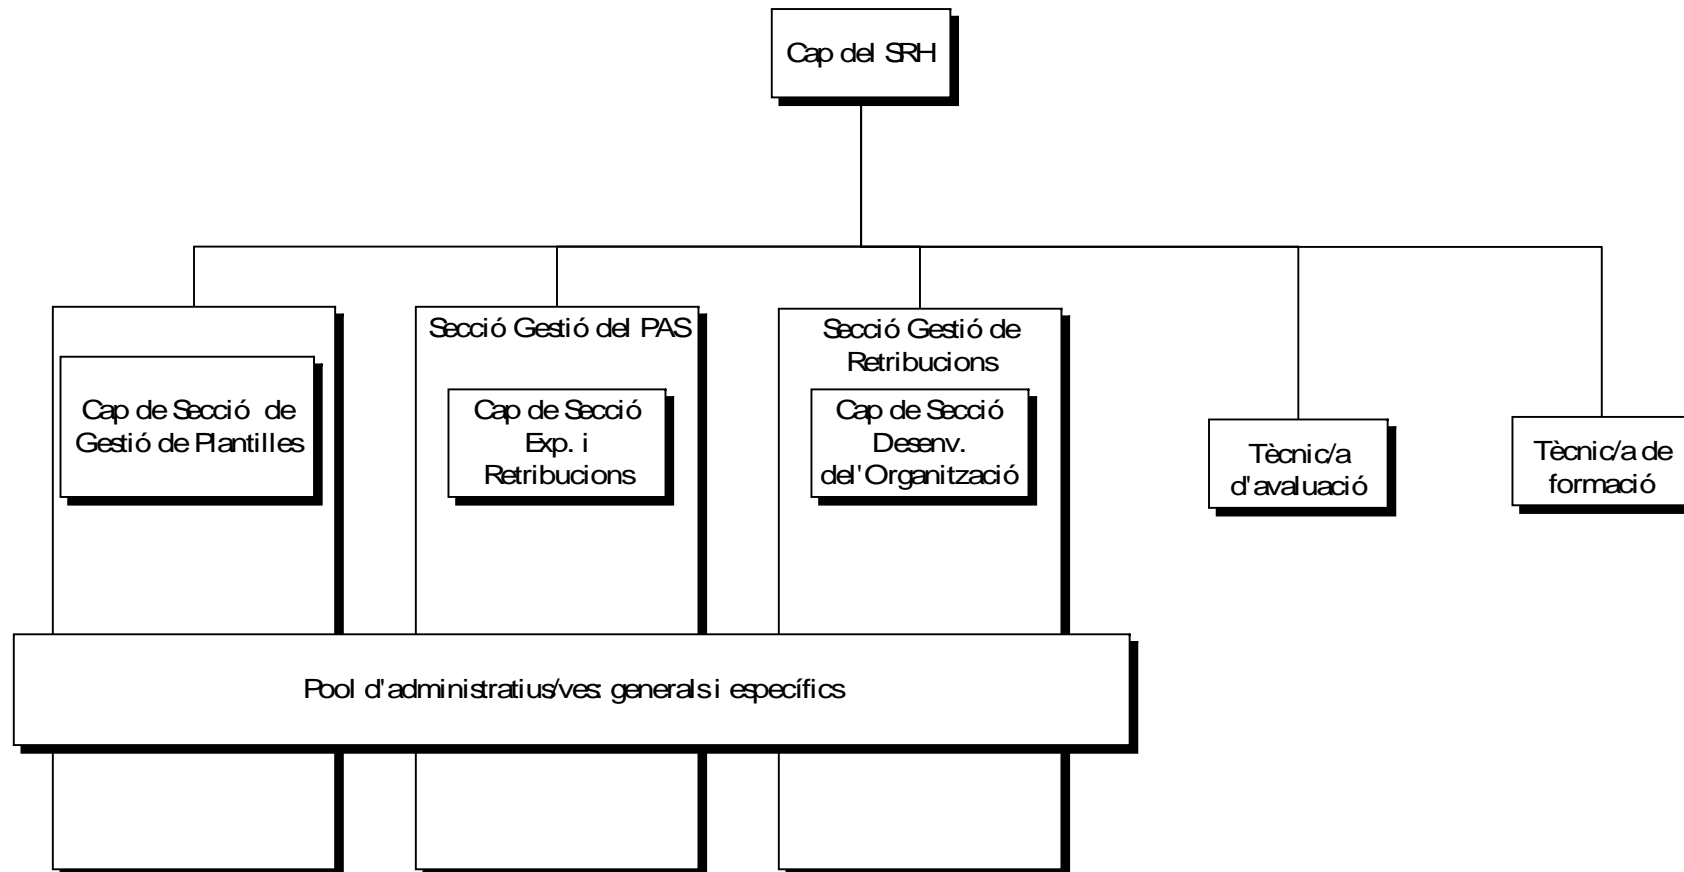 Cap del SRH
Secció Gestió del PAS
Secció Gestió de
Retribucions
Cap de Secció de
Gestió de Plantilles
Cap de Secció
Exp. i
Retribucions
Cap de Secció
Desenv.
del'Organització
Tècnic/a
d'avaluació
Tècnic/a de
formació
Pool d'administratius/ves: generals i específics